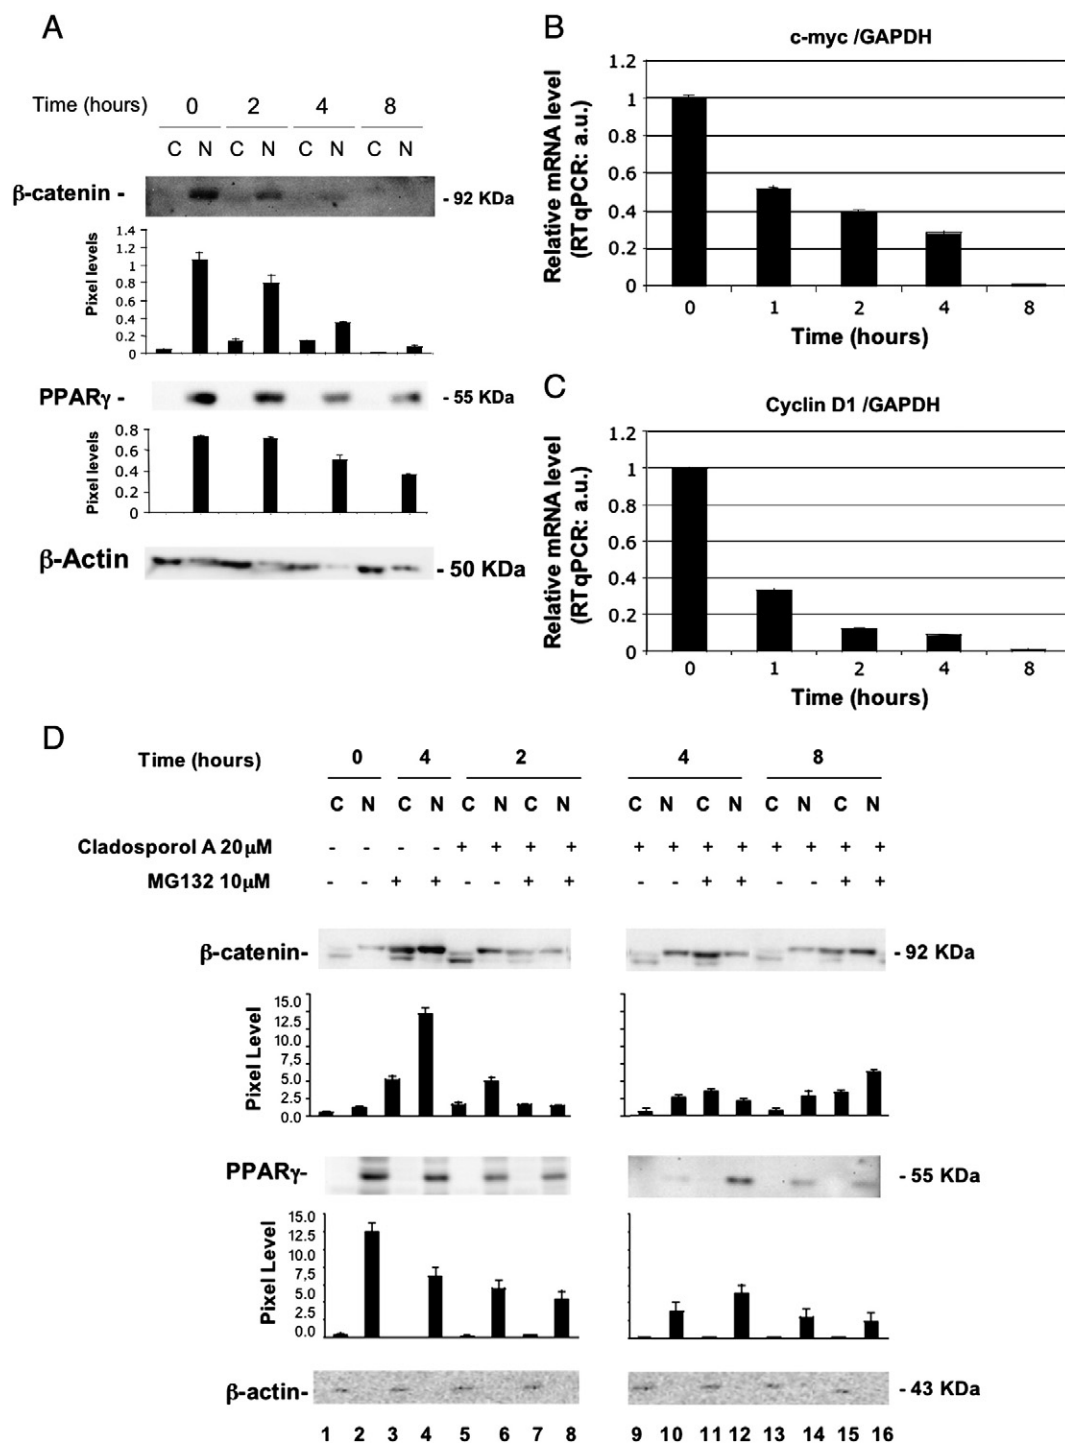 A
Time (hours) 0 2 4 8
C N C N C N C N
β-catenin - - 92 KDa
Pixel levels
1.4
1.2
1
0.8
0.6
0.4
0.2
0
PPARγ - - 55 KDa
Pixel levels
0.8
0.6
0.4
0.2
0
β-Actin - 50 KDa
B
c-myc /GAPDH
Relative mRNA level
(RTqPCR: a.u.)
1.2
1
0.8
0.6
0.4
0.2
0
0 1 2 4 8
Time (hours)
C
Cyclin D1 /GAPDH
Relative mRNA level
(RTqPCR: a.u.)
1.2
1
0.8
0.6
0.4
0.2
0
0 1 2 4 8
Time (hours)
D
Time (hours) 0 4 2 4 8
C N C N C N C N C N C N C N C N
Cladosporol A 20μM - - - - + + + + + + + + + + + +
MG132 10μM - - + + - - + + - - + + - - + +
β-catenin- - 92 KDa
Pixel Level
15.0
12.5
10.0
7.5
5.0
2.5
0.0
PPARγ- - 55 KDa
Pixel Level
15.0
12.5
10.0
7.5
5.0
2.5
0.0
β-actin- - 43 KDa
1 2 3 4 5 6 7 8 9 10 11 12 13 14 15 16